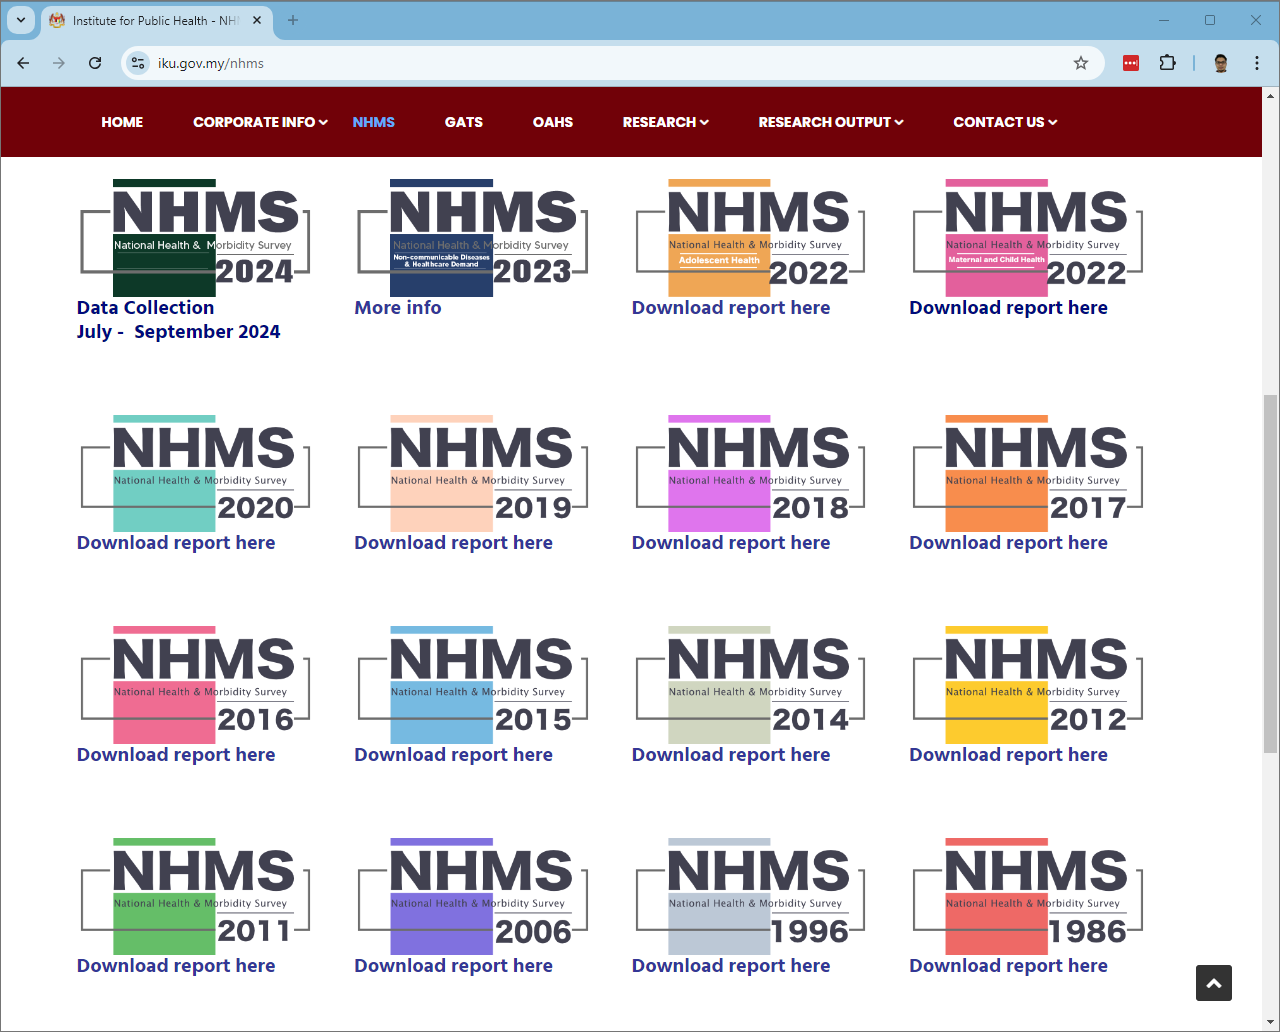 Institute for Public Health - NH
iku.gov.my/nhms
HOME CORPORATE INFO NHMS GATS OAHS RESEARCH RESEARCH OUTPUT CONTACT US
NHMS
National Health & Morbidity Survey
2024
Data Collection
July - September 2024
NHMS
National Health & Morbidity Survey
Non-communicable Diseases
& Healthcare Demand
2023
More info
NHMS
National Health & Morbidity Survey
Adolescent Health
2022
Download report here
NHMS
National Health & Morbidity Survey
Maternal and Child Health
2022
Download report here
NHMS
National Health & Morbidity Survey
2020
Download report here
NHMS
National Health & Morbidity Survey
2019
Download report here
NHMS
National Health & Morbidity Survey
2018
Download report here
NHMS
National Health & Morbidity Survey
2017
Download report here
NHMS
National Health & Morbidity Survey
2016
Download report here
NHMS
National Health & Morbidity Survey
2015
Download report here
NHMS
National Health & Morbidity Survey
2014
Download report here
NHMS
National Health & Morbidity Survey
2012
Download report here
NHMS
National Health & Morbidity Survey
2011
Download report here
NHMS
National Health & Morbidity Survey
2006
Download report here
NHMS
National Health & Morbidity Survey
1996
Download report here
NHMS
National Health & Morbidity Survey
1986
Download report here